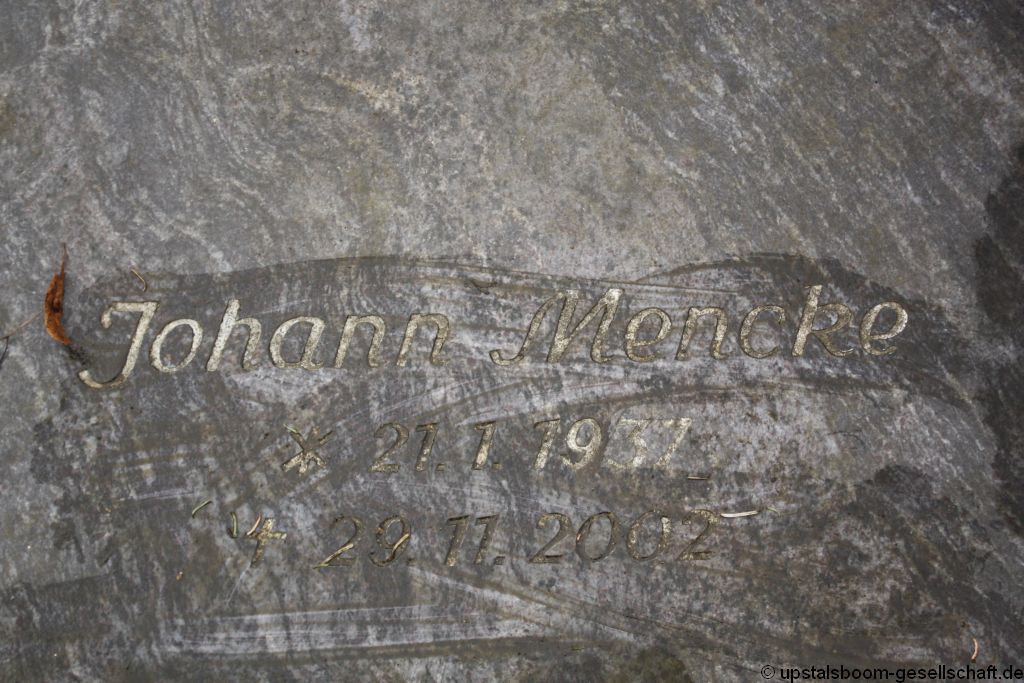 Johann Mencke
* 21. 1. 1937
† 29. 11. 2002
© upstalsboom-gesellschaft.de